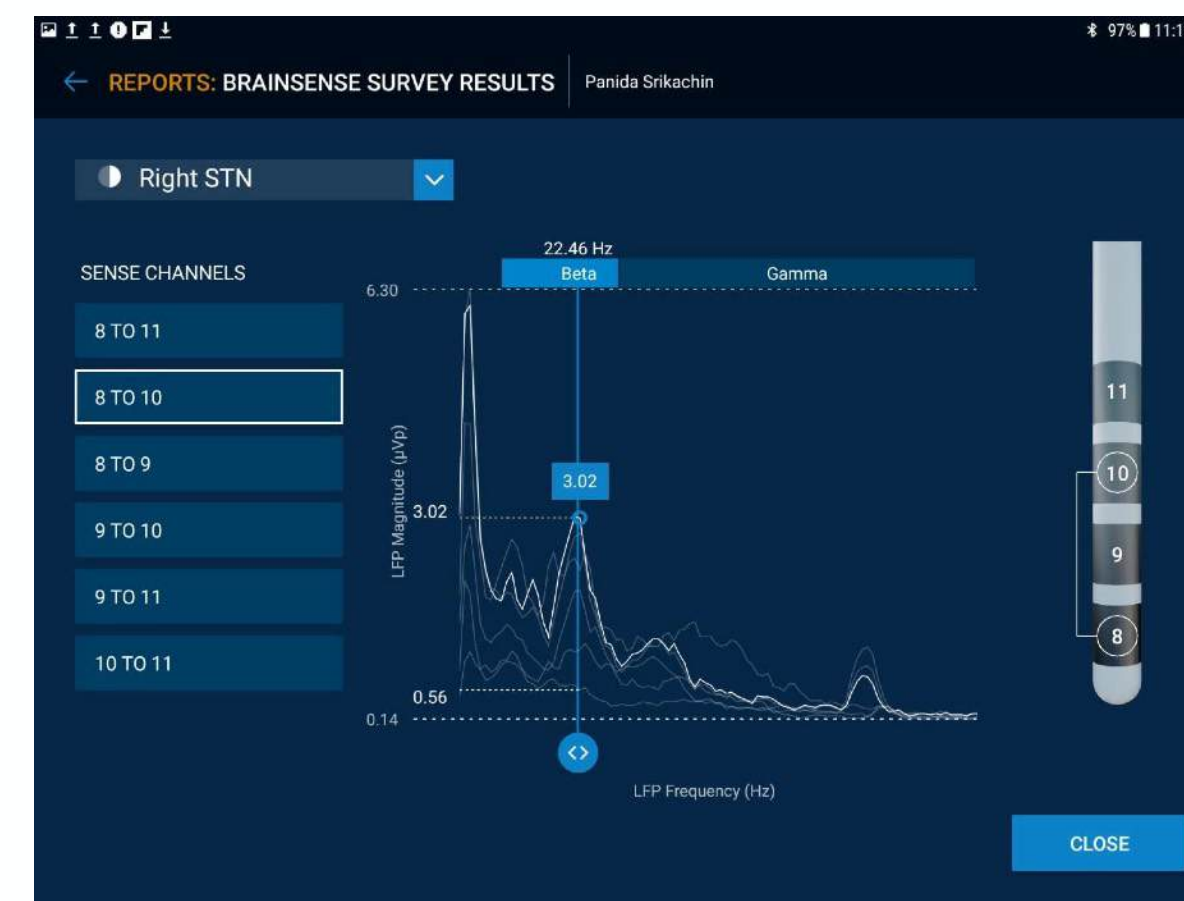 97% 11:1
REPORTS: BRAINSENSE SURVEY RESULTS
Panida Srikachin
Right STN
SENSE CHANNELS
8 TO 11
8 TO 10
8 TO 9
9 TO 10
9 TO 11
10 TO 11
22.46 Hz
Beta
Gamma
6.30
3.02
3.02
0.56
0.14
LFP Magnitude (µVp)
LFP Frequency (Hz)
11
10
9
8
CLOSE